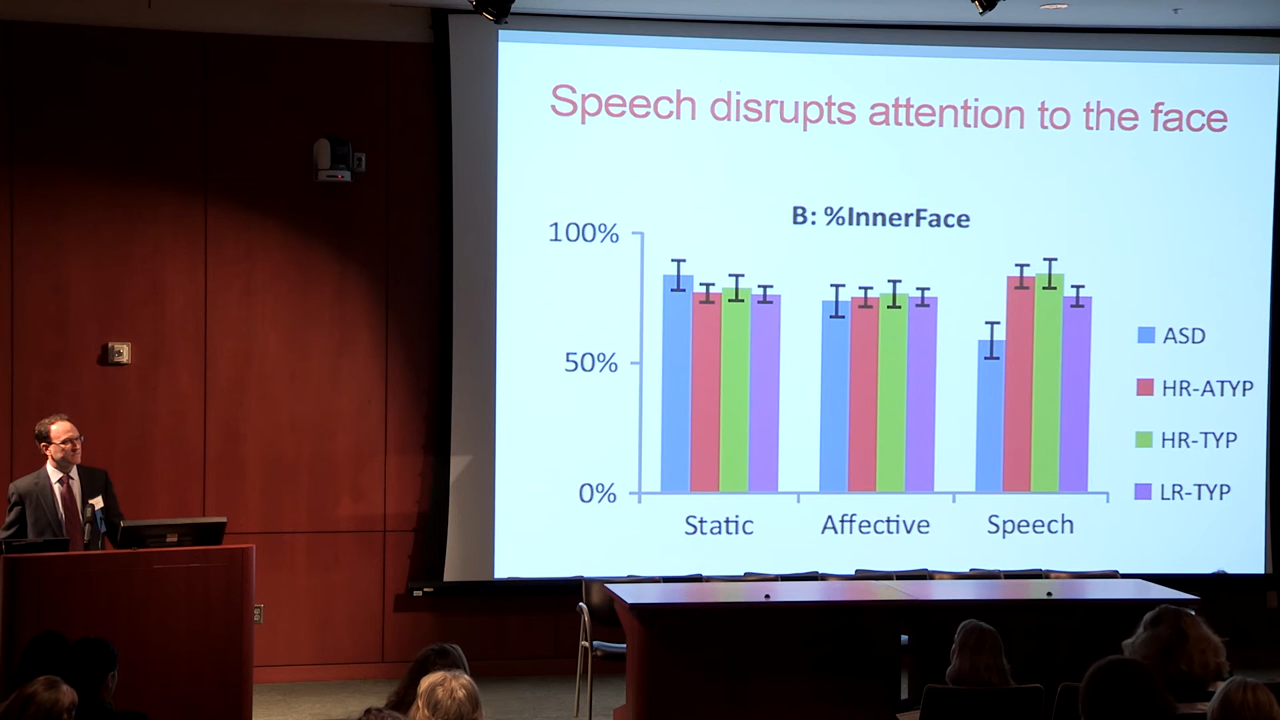 Speech disrupts attention to the face
B: %InnerFace
100%
50%
0%
Static
Affective
Speech
ASD
HR-ATYP
HR-TYP
LR-TYP